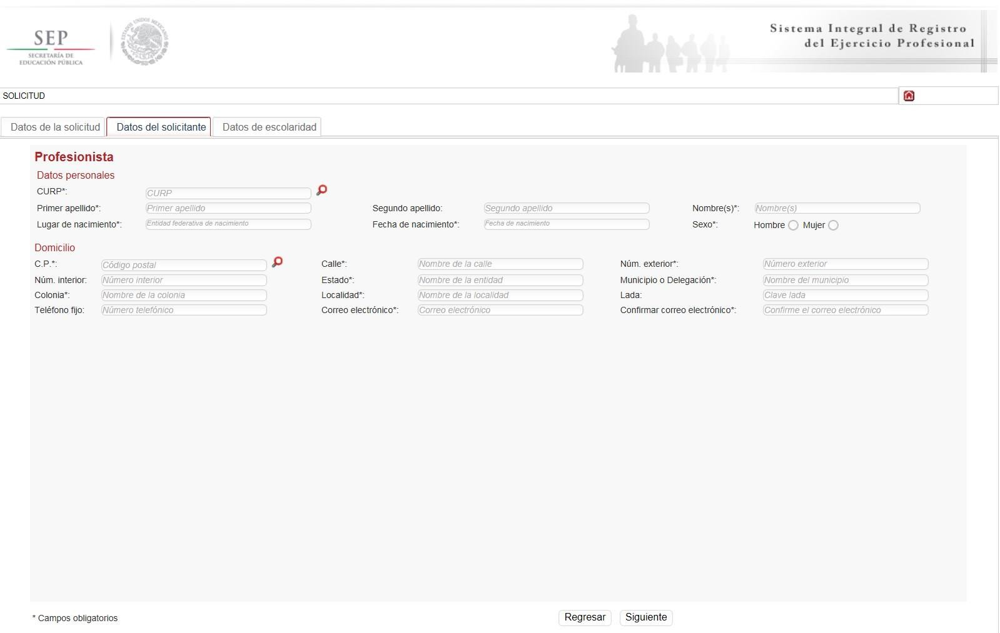 SEP
SECRETARÍA DE
EDUCACIÓN PÚBLICA
ESTADOS UNIDOS MEXICANOS
Sistema Integral de Registro
del Ejercicio Profesional
SOLICITUD
Datos de la solicitud Datos del solicitante Datos de escolaridad
Profesionista
Datos personales
CURP*: CURP
Primer apellido*: Primer apellido Segundo apellido: Segundo apellido Nombre(s)*: Nombre(s)
Lugar de nacimiento*: Entidad federativa de nacimiento Fecha de nacimiento*: Fecha de nacimiento Sexo*: Hombre Mujer
Domicilio
C.P.*: Código postal Calle*: Nombre de la calle Núm. exterior*: Número exterior
Núm. interior: Número interior Estado*: Nombre de la entidad Municipio o Delegación*: Nombre del municipio
Colonia*: Nombre de la colonia Localidad*: Nombre de la localidad Lada: Clave lada
Teléfono fijo: Número telefónico Correo electrónico*: Correo electrónico Confirmar correo electrónico*: Confirme el correo electrónico
* Campos obligatorios Regresar Siguiente